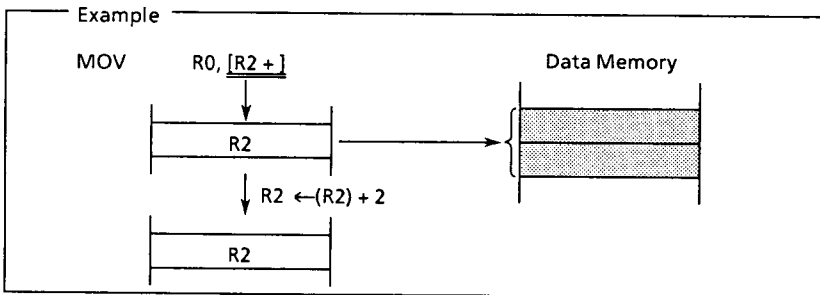 Example
MOV R0, [R2 + ] Data Memory
R2
R2 ←(R2) + 2
R2